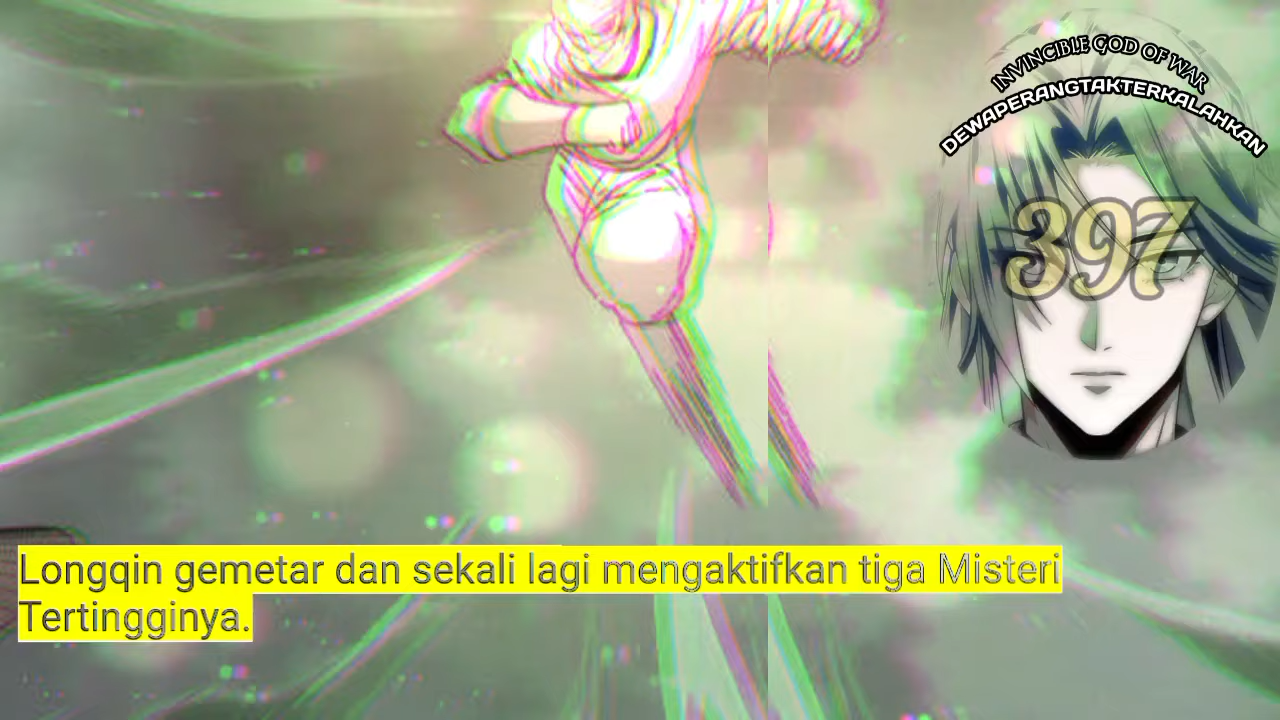 INVINCIBLE GOD OF WAR
DEWAPERANGTAKTERKALAHKAN
397
Longqin gemetar dan sekali lagi mengaktifkan tiga Misteri
Tertingginya.